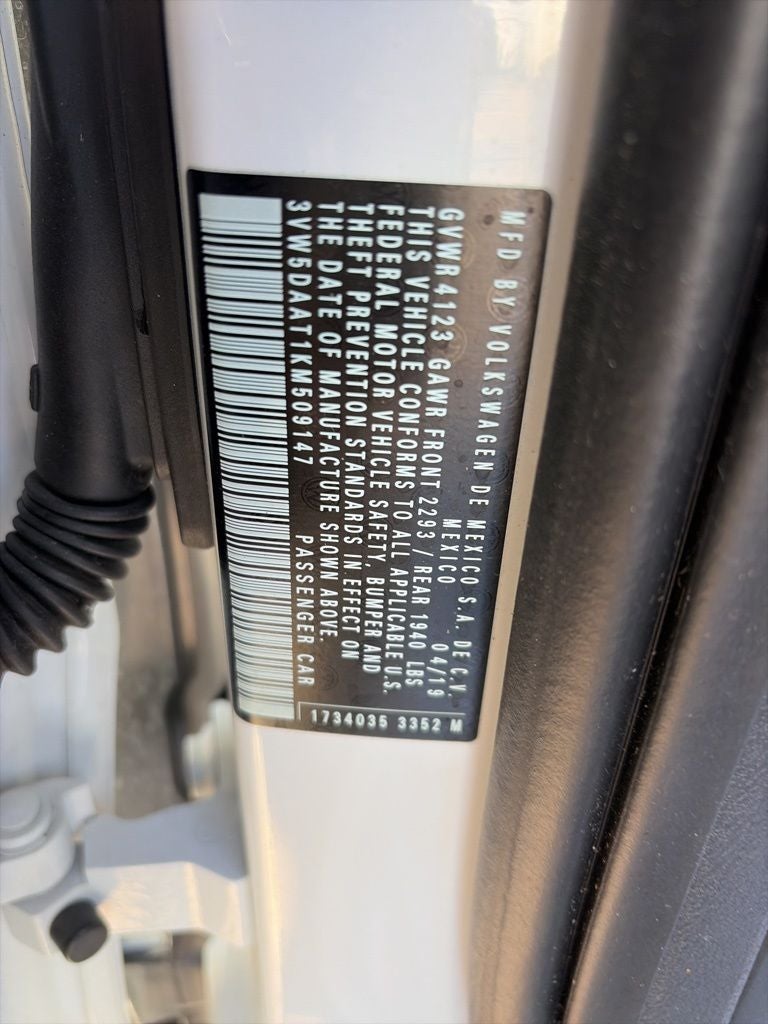 MFD BY VOLKSWAGEN DE MEXICO S.A. DE C.V.
MEXICO 04/19
GVWR 4123 GAWR FRONT 2293 / REAR 1940 LBS
THIS VEHICLE CONFORMS TO ALL APPLICABLE U.S.
FEDERAL MOTOR VEHICLE SAFETY, BUMPER AND
THEFT PREVENTION STANDARDS IN EFFECT ON
THE DATE OF MANUFACTURE SHOWN ABOVE.
3VW5DAAT1KM509147 PASSENGER CAR
1734035 3352 M